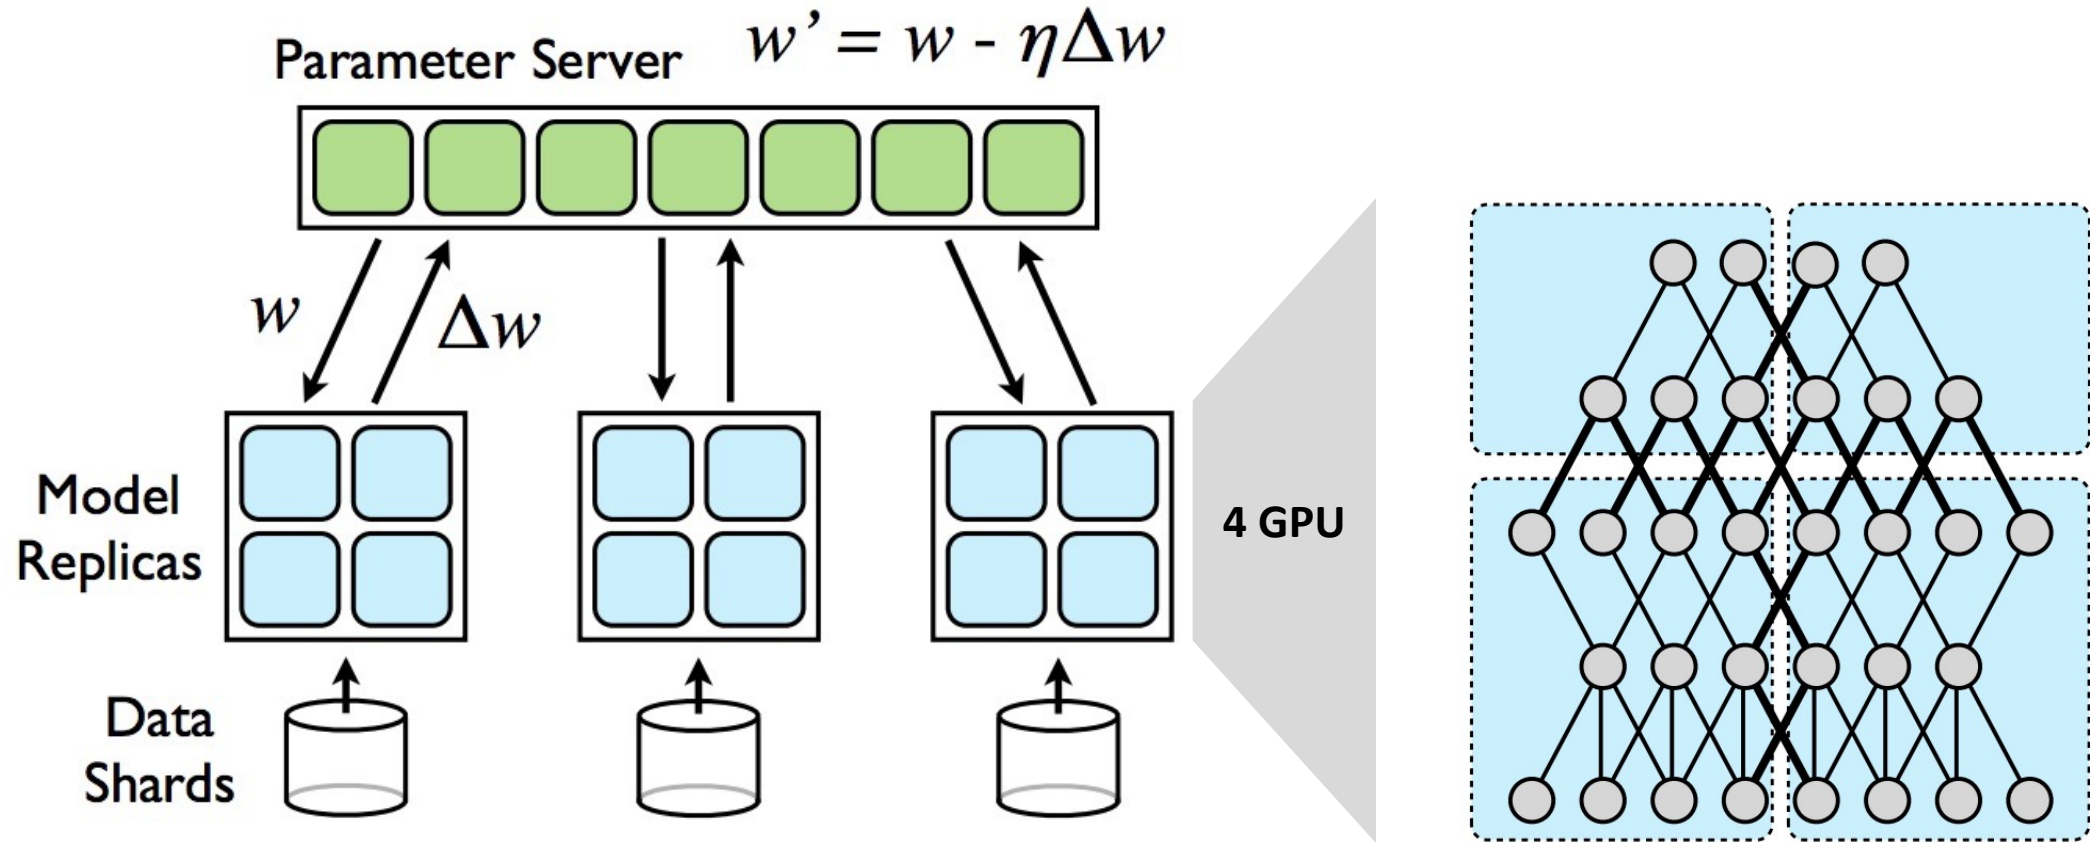 Parameter Server
w’ = w - ηΔw
w
Δw
Model
Replicas
4 GPU
Data
Shards